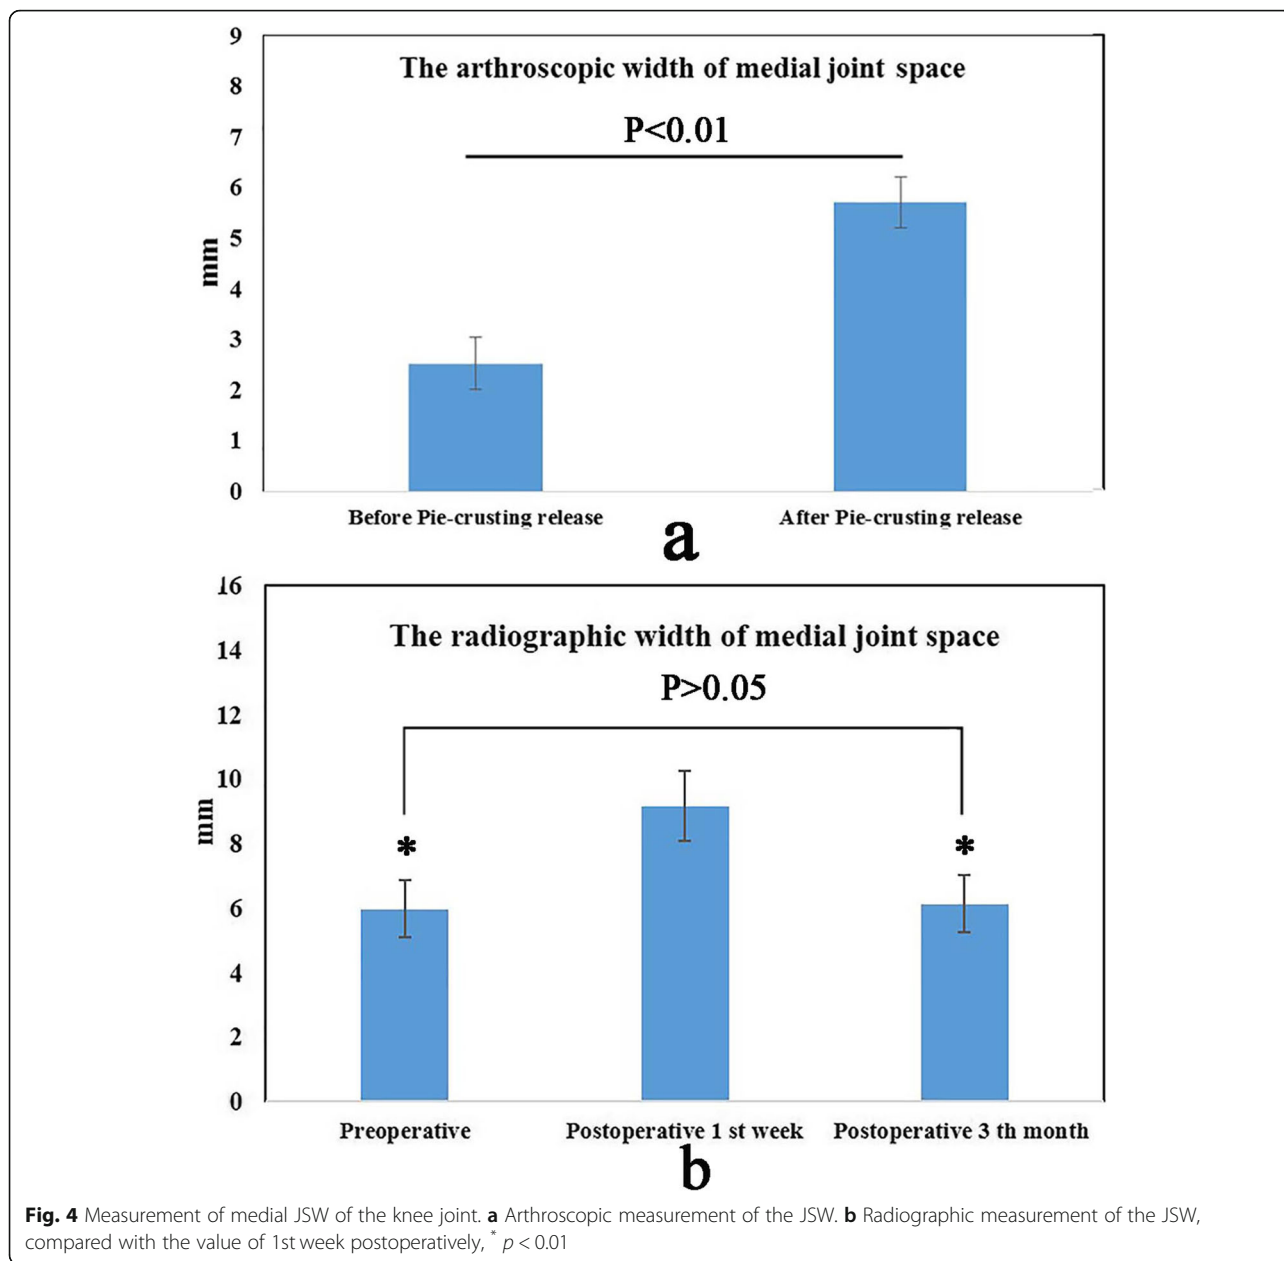 9
The arthroscopic width of medial joint space
8
P<0.01
7
6
5
mm
4
3
2
1
0
Before Pie-crusting release After Pie-crusting release
a
16
The radiographic width of medial joint space
14
P>0.05
12
10
mm
8
* *
6
4
2
0
Preoperative Postoperative 1 st week Postoperative 3 th month
b
Fig. 4 Measurement of medial JSW of the knee joint. a Arthroscopic measurement of the JSW. b Radiographic measurement of the JSW,
compared with the value of 1st week postoperatively, * p < 0.01